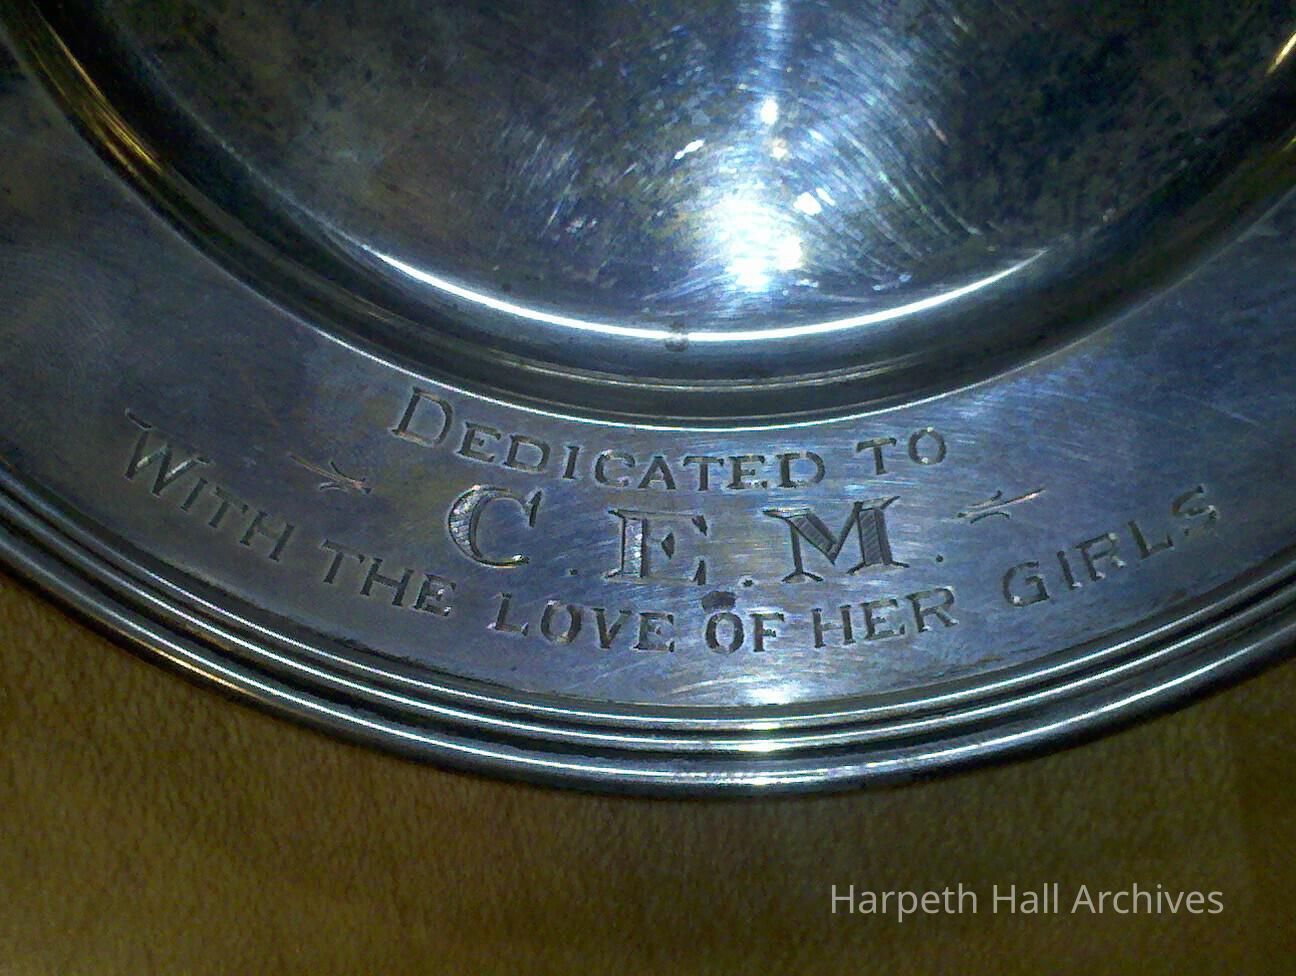 DEDICATED TO
C. E. M.
WITH THE LOVE OF HER GIRLS
Harpeth Hall Archives